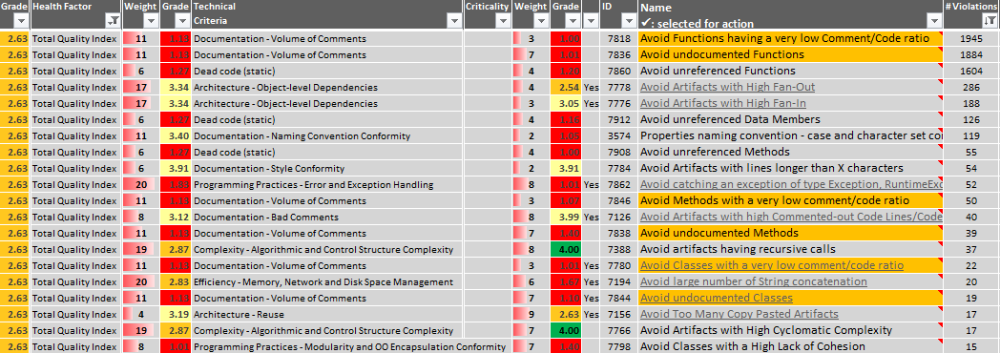 Grade Health Factor Weight Grade Technical Criteria Criticality Weight Grade ID Name # Violations
✓: selected for action
2.63 Total Quality Index 11 1.13 Documentation - Volume of Comments 3 1.00 7818 Avoid Functions having a very low Comment/Code ratio 1945
2.63 Total Quality Index 11 1.13 Documentation - Volume of Comments 7 1.01 7836 Avoid undocumented Functions 1884
2.63 Total Quality Index 6 1.27 Dead code (static) 4 1.20 7860 Avoid unreferenced Functions 1604
2.63 Total Quality Index 17 3.34 Architecture - Object-level Dependencies 4 2.54 Yes 7778 Avoid Artifacts with High Fan-Out 286
2.63 Total Quality Index 17 3.34 Architecture - Object-level Dependencies 3 3.05 Yes 7776 Avoid Artifacts with High Fan-In 188
2.63 Total Quality Index 6 1.27 Dead code (static) 4 1.16 7912 Avoid unreferenced Data Members 126
2.63 Total Quality Index 11 3.40 Documentation - Naming Convention Conformity 2 1.05 3574 Properties naming convention - case and character set co 119
2.63 Total Quality Index 6 1.27 Dead code (static) 4 1.00 7908 Avoid unreferenced Methods 55
2.63 Total Quality Index 6 3.91 Documentation - Style Conformity 2 3.91 7784 Avoid Artifacts with lines longer than X characters 54
2.63 Total Quality Index 20 1.83 Programming Practices - Error and Exception Handling 8 1.01 Yes 7862 Avoid catching an exception of type Exception, RuntimeExc 52
2.63 Total Quality Index 11 1.13 Documentation - Volume of Comments 3 1.07 7846 Avoid Methods with a very low comment/code ratio 50
2.63 Total Quality Index 8 3.12 Documentation - Bad Comments 8 3.99 Yes 7126 Avoid Artifacts with high Commented-out Code Lines/Code 40
2.63 Total Quality Index 11 1.13 Documentation - Volume of Comments 7 1.40 7838 Avoid undocumented Methods 39
2.63 Total Quality Index 19 2.87 Complexity - Algorithmic and Control Structure Complexity 8 4.00 7388 Avoid artifacts having recursive calls 37
2.63 Total Quality Index 11 1.13 Documentation - Volume of Comments 3 1.01 Yes 7780 Avoid Classes with a very low comment/code ratio 22
2.63 Total Quality Index 20 2.83 Efficiency - Memory, Network and Disk Space Management 6 1.67 Yes 7194 Avoid large number of String concatenation 20
2.63 Total Quality Index 11 1.13 Documentation - Volume of Comments 7 1.10 Yes 7844 Avoid undocumented Classes 19
2.63 Total Quality Index 4 3.19 Architecture - Reuse 9 2.63 Yes 7156 Avoid Too Many Copy Pasted Artifacts 17
2.63 Total Quality Index 19 2.87 Complexity - Algorithmic and Control Structure Complexity 7 4.00 7766 Avoid Artifacts with High Cyclomatic Complexity 17
2.63 Total Quality Index 8 1.01 Programming Practices - Modularity and OO Encapsulation Conformity 7 1.40 7798 Avoid Classes with a High Lack of Cohesion 15